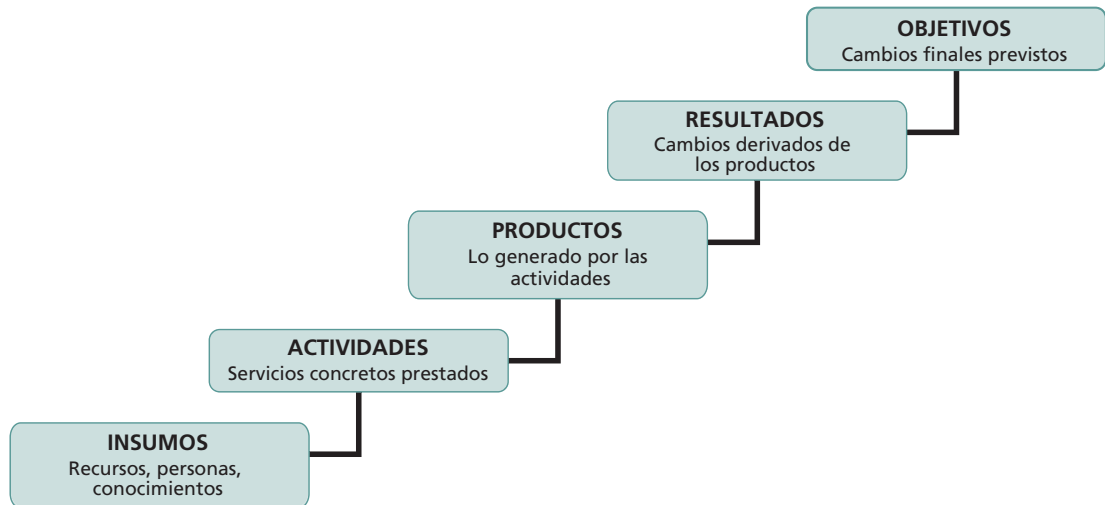 OBJETIVOS
Cambios finales previstos
RESULTADOS
Cambios derivados de
los productos
PRODUCTOS
Lo generado por las
actividades
ACTIVIDADES
Servicios concretos prestados
INSUMOS
Recursos, personas,
conocimientos